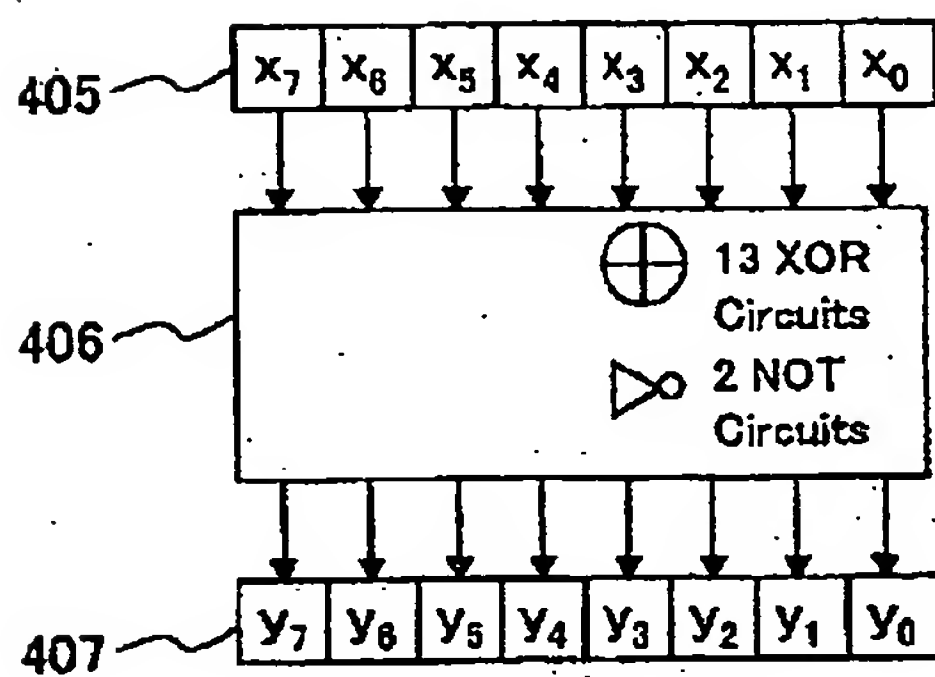 405 x₇ x₆ x₅ x₄ x₃ x₂ x₁ x₀
13 XOR
Circuits
406
2 NOT
Circuits
407 y₇ y₆ y₅ y₄ y₃ y₂ y₁ y₀